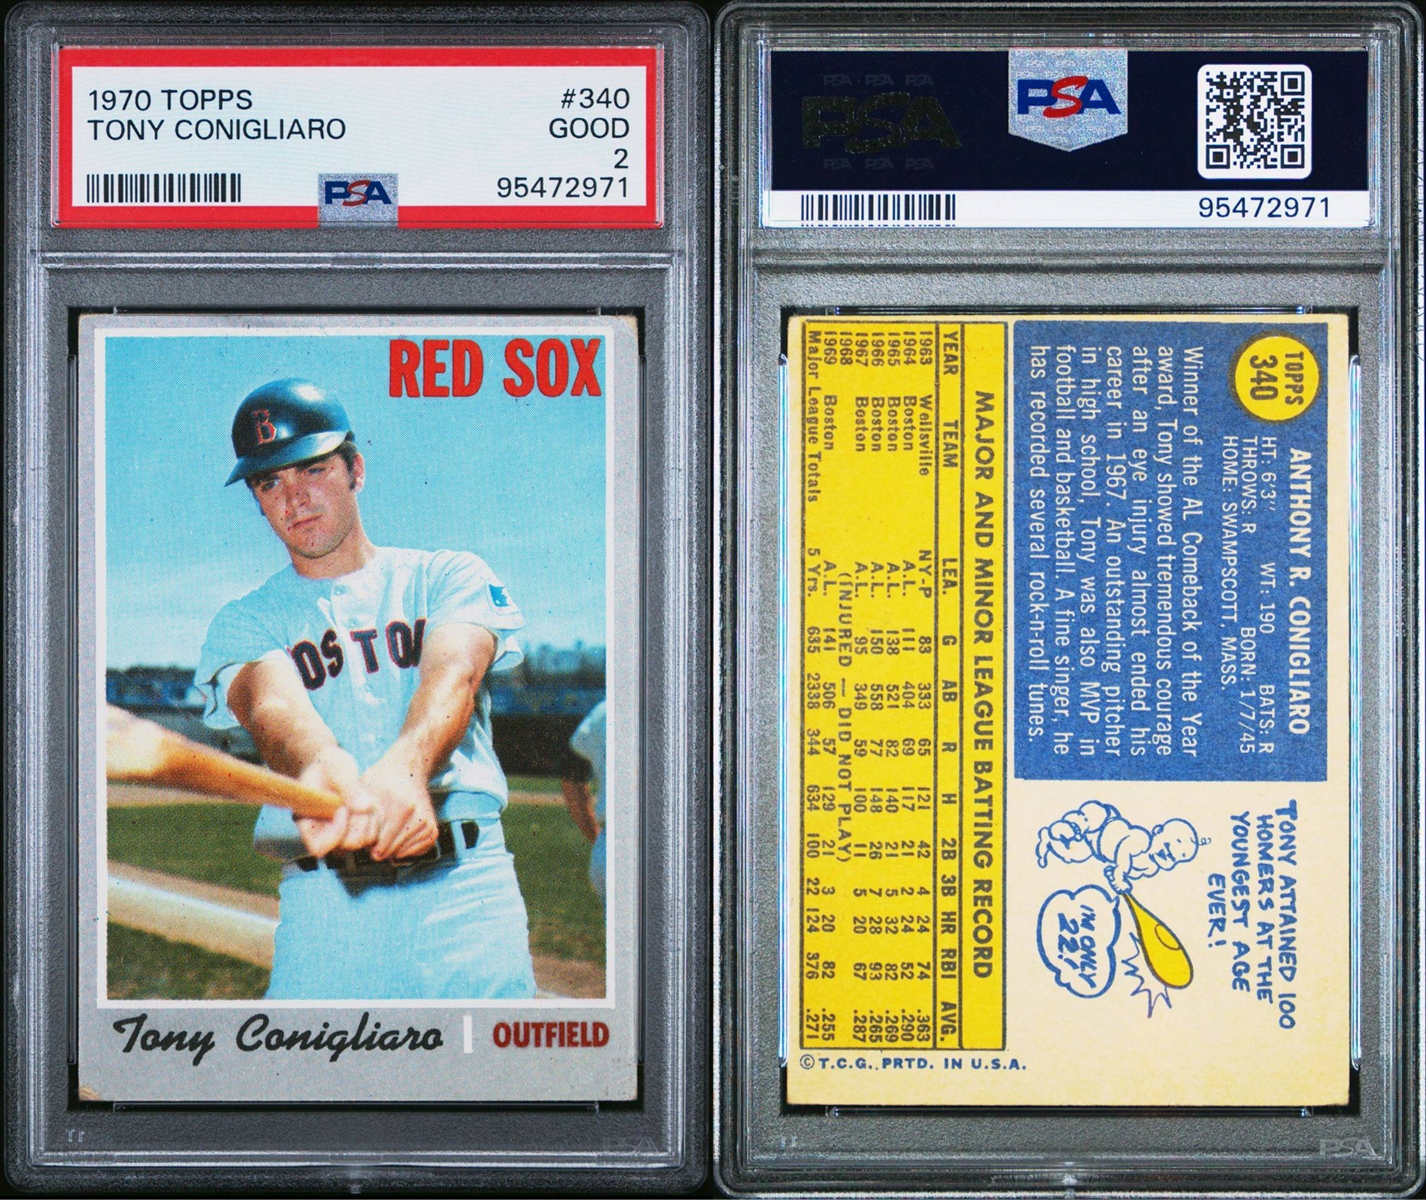 1970 TOPPS #340
TONY CONIGLIARO GOOD
2
PSA 95472971
RED SOX
B
BOSTON
Tony Conigliaro | OUTFIELD
PSA
PSA PSA PSA
PSA
PSA PSA PSA
PSA
95472971
TOPPS
340
ANTHONY R. CONIGLIARO
HT: 6'3" WT: 190 BATS: R
THROWS: R BORN: 1/7/45
HOME: SWAMPSCOTT, MASS.
Winner of the AL Comeback of the Year
award, Tony showed tremendous courage
after an eye injury almost ended his
career in 1967. An outstanding pitcher
in high school, Tony was also MVP in
football and basketball. A fine singer, he
has recorded several rock-n-roll tunes.
TONY ATTAINED 100
HOMERS AT THE
YOUNGEST AGE
EVER!
I'M ONLY
22!
MAJOR AND MINOR LEAGUE BATTING RECORD
YEAR TEAM LEA. G AB R H 2B 3B HR RBI AVG.
1963 Wellsville NY-P 83 333 65 121 42 4 24 74 .363
1964 Boston A.L. 111 404 69 117 21 2 24 52 .290
1965 Boston A.L. 138 521 82 140 21 5 32 82 .269
1966 Boston A.L. 150 558 77 148 26 7 28 93 .265
1967 Boston A.L. 95 349 59 100 11 5 20 67 .287
1968 (INJURED — DID NOT PLAY)
1969 Boston A.L. 141 506 57 129 21 3 20 82 .255
Major League Totals 5 Yrs. 635 2338 344 634 100 22 124 376 .271
© T.C.G. PRTD. IN U.S.A.
PSA